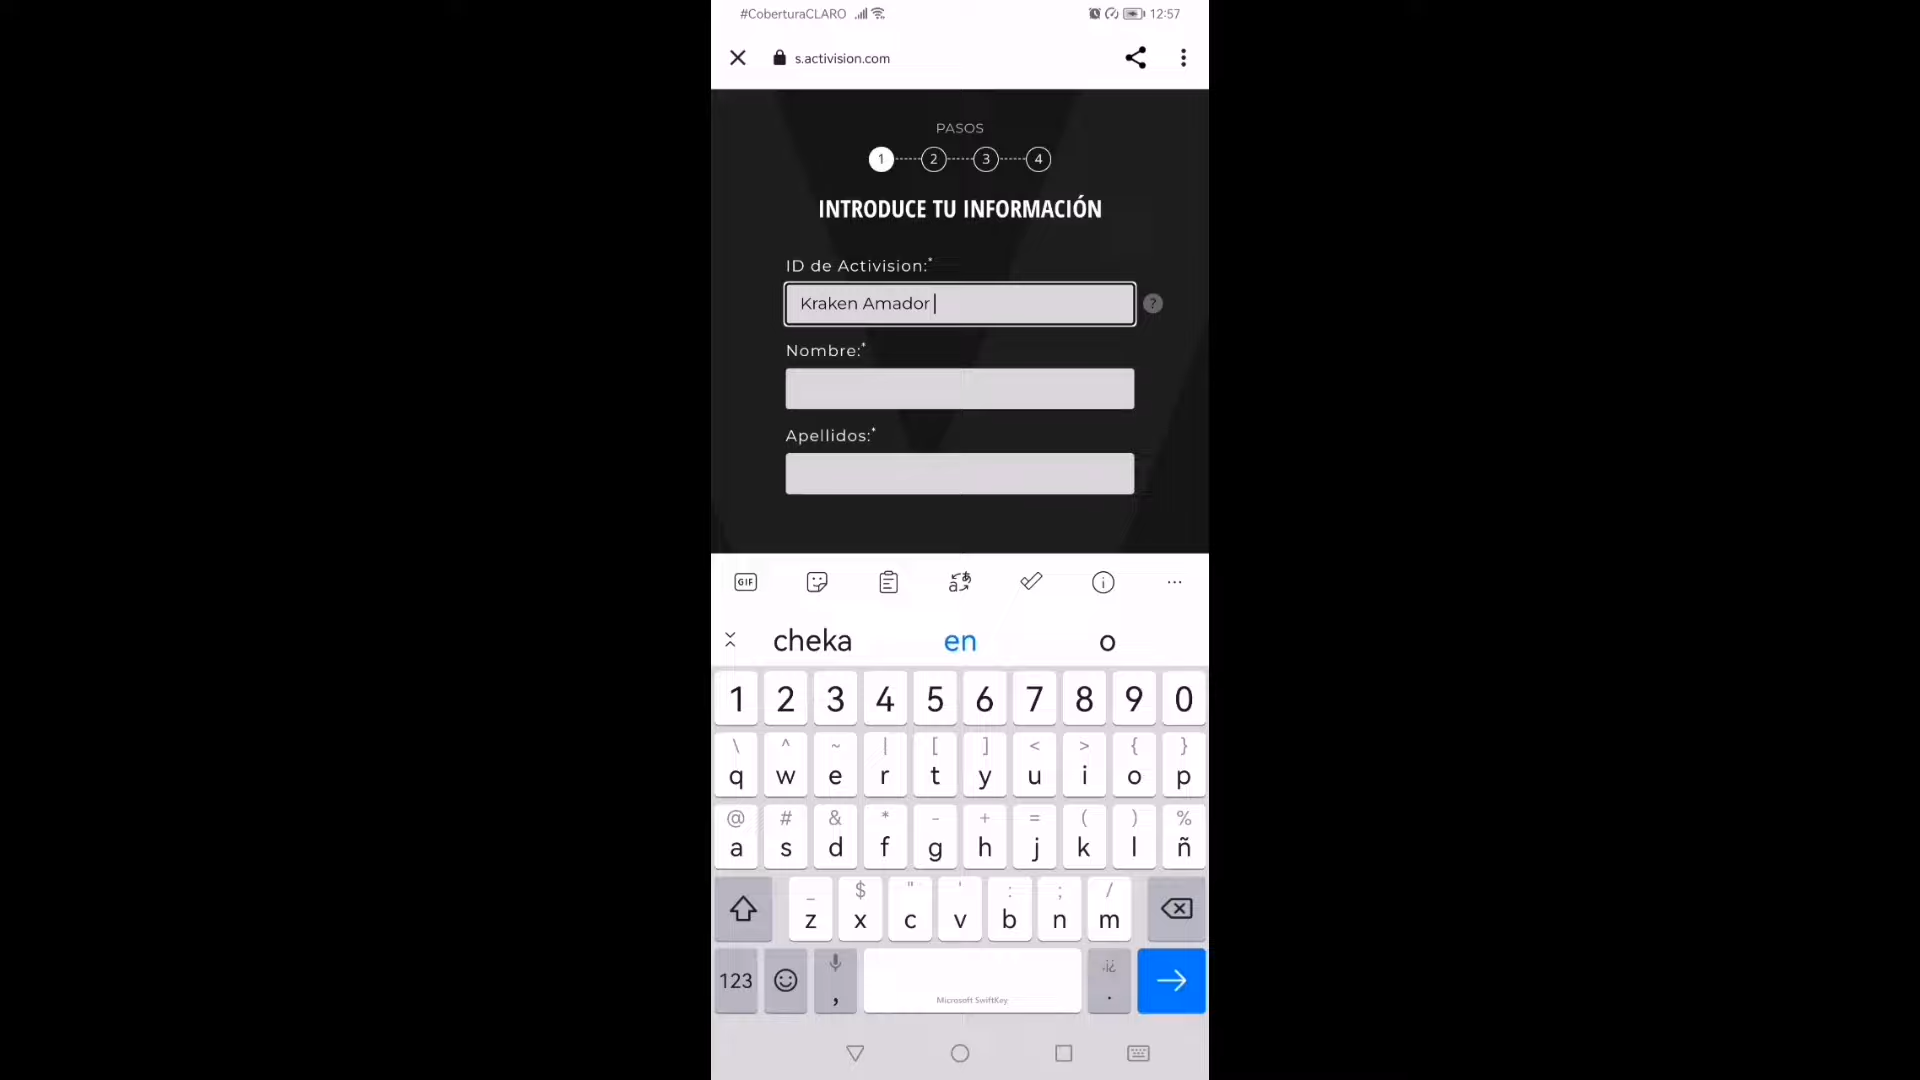 #CoberturaCLARO 12:57
s.activision.com
PASOS
1 2 3 4
INTRODUCE TU INFORMACIÓN
ID de Activision:*
Kraken Amador
?
Nombre:*
Apellidos:*
GIF
cheka en o
1 2 3 4 5 6 7 8 9 0
\ ^ ~ | [ ] < > { }
q w e r t y u i o p
@ # & * - + = ( ) %
a s d f g h j k l ñ
_ $ " ' : ; /
z x c v b n m
123 , .
Microsoft SwiftKey